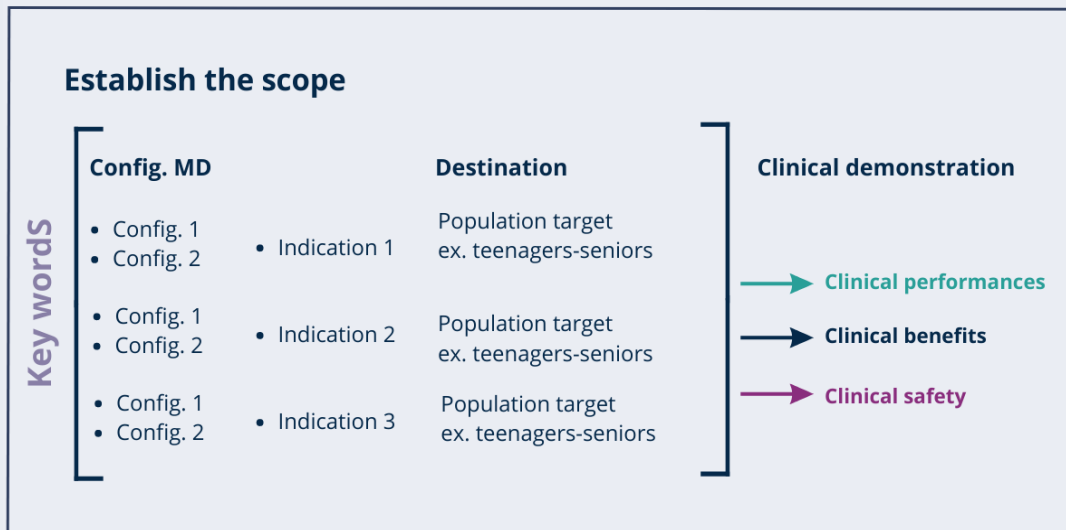 Establish the scope
Key wordS
Config. MD
Destination
Clinical demonstration
• Config. 1
• Config. 2
• Indication 1
Population target
ex. teenagers-seniors
• Config. 1
• Config. 2
• Indication 2
Population target
ex. teenagers-seniors
• Config. 1
• Config. 2
• Indication 3
Population target
ex. teenagers-seniors
Clinical performances
Clinical benefits
Clinical safety